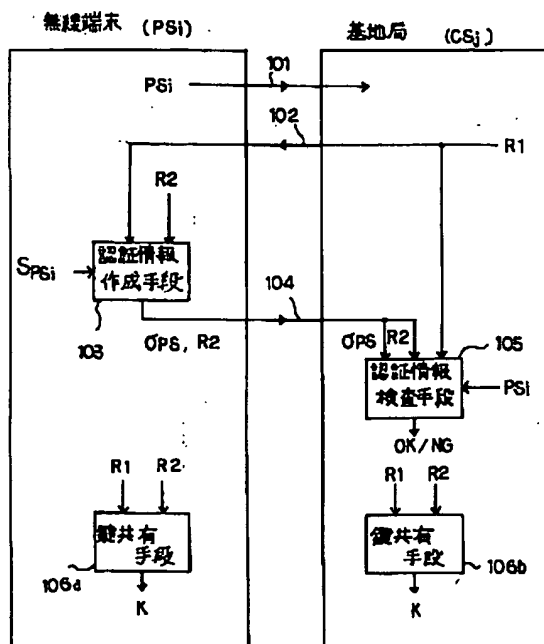 無線端末 (PSi)
基地局 (CSj)
101
PSi
102
R1
R2
SPSi
認証情報
作成手段
103
104
σPS, R2
σPS
R2
105
認証情報
検査手段
PSi
OK/NG
R1
R2
R1
R2
鍵共有
手段
鍵共有
手段
106a
106b
K
K